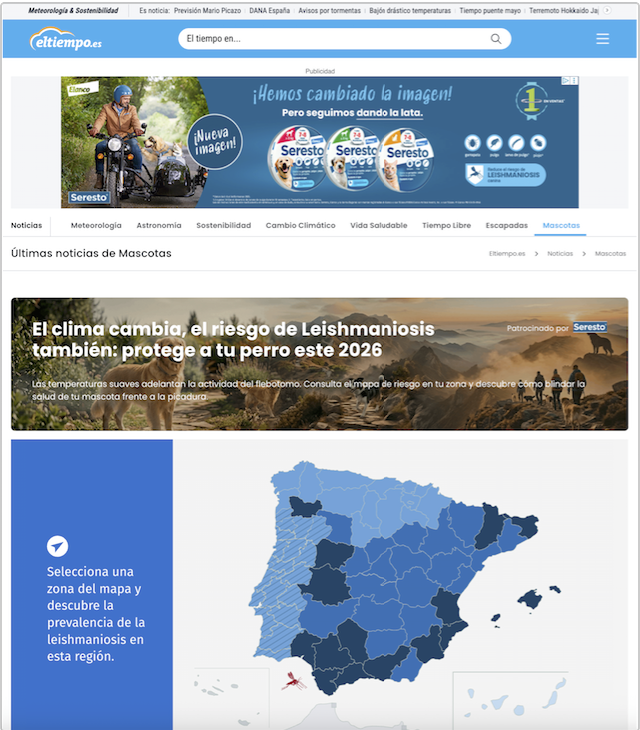 Meteorología & Sostenibilidad
Es noticia: Previsión Mario Picazo DANA España Avisos por tormentas Bajón drástico temperaturas Tiempo puente mayo Terremoto Hokkaido Ja
eltiempo.es
El tiempo en...
Publicidad
Elanco
¡Hemos cambiado la imagen!
Pero seguimos dando la lata.
¡Nueva imagen!
Seresto
Seresto
Seresto
1
EN VENTAS
Reduce el riesgo de
LEISHMANIOSIS
canina
Seresto
Noticias Meteorología Astronomía Sostenibilidad Cambio Climático Vida Saludable Tiempo Libre Escapadas Mascotas
Últimas noticias de Mascotas
Eltiempo.es > Noticias > Mascotas
El clima cambia, el riesgo de Leishmaniosis
también: protege a tu perro este 2026
Patrocinado por Seresto
Las temperaturas suaves adelantan la actividad del flebotomo. Consulta el mapa de riesgo en tu zona y descubre cómo blindar la
salud de tu mascota frente a la picadura.
Selecciona una
zona del mapa y
descubre la
prevalencia de la
leishmaniosis en
esta región.